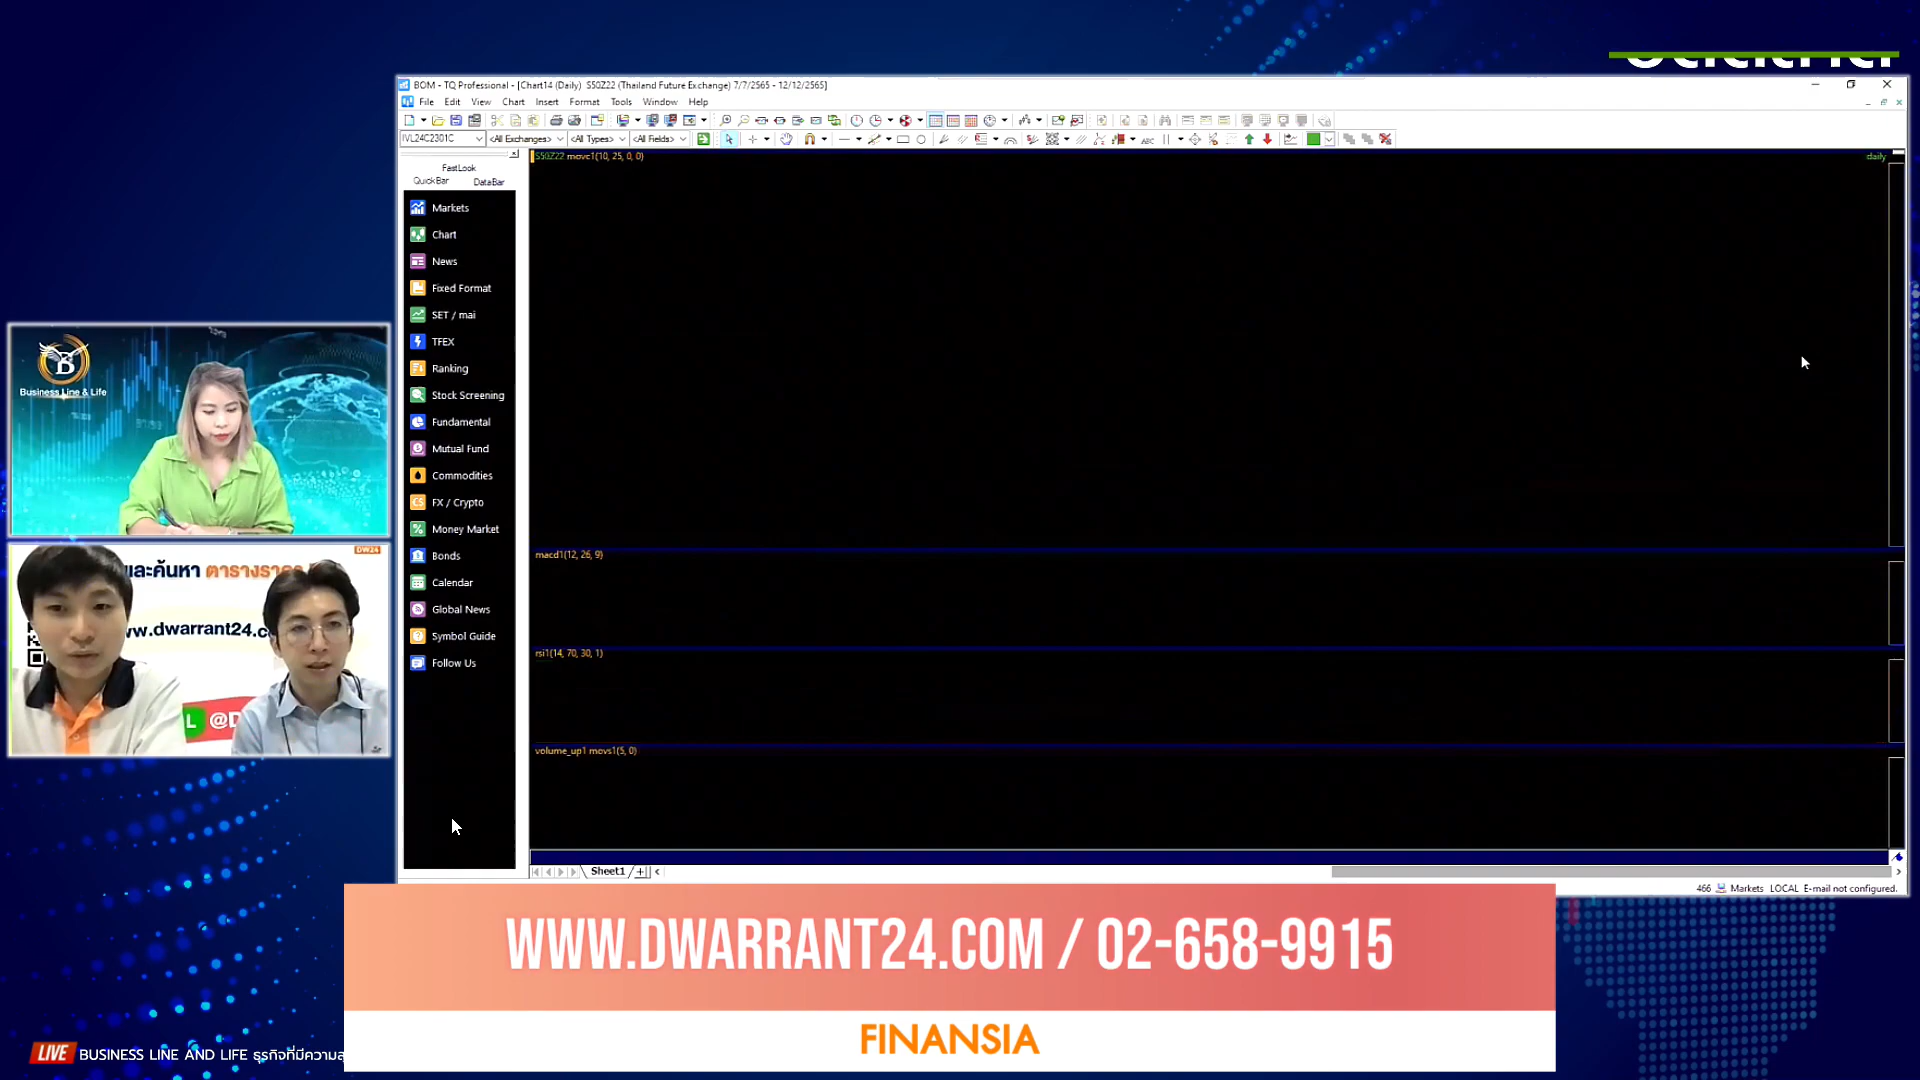 BOM - TQ Professional - [Chart14 (Daily) S50Z22 (Thailand Future Exchange) 7/7/2565 - 12/12/2565]
File Edit View Chart Insert Format Tools Window Help
IVL24C2301C <All Exchanges> <All Types> <All Fields>
FastLook
QuickBar DataBar
S50Z22 movc1(10, 25, 0, 0)
daily
Markets
Chart
News
Fixed Format
SET / mai
TFEX
Ranking
Stock Screening
Fundamental
Mutual Fund
Commodities
FX / Crypto
Money Market
Bonds
Calendar
Global News
Symbol Guide
Follow Us
macd1(12, 26, 9)
rsi1(14, 70, 30, 1)
volume_up1 movs1(5, 0)
Sheet1
466 Markets LOCAL E-mail not configured.
B
Business Line & Life
DW24
และค้นหา
www.dwarrant24.c
@D
WWW.DWARRANT24.COM / 02-658-9915
FINANSIA
LIVE BUSINESS LINE AND LIFE ธุรกิจที่มีความ